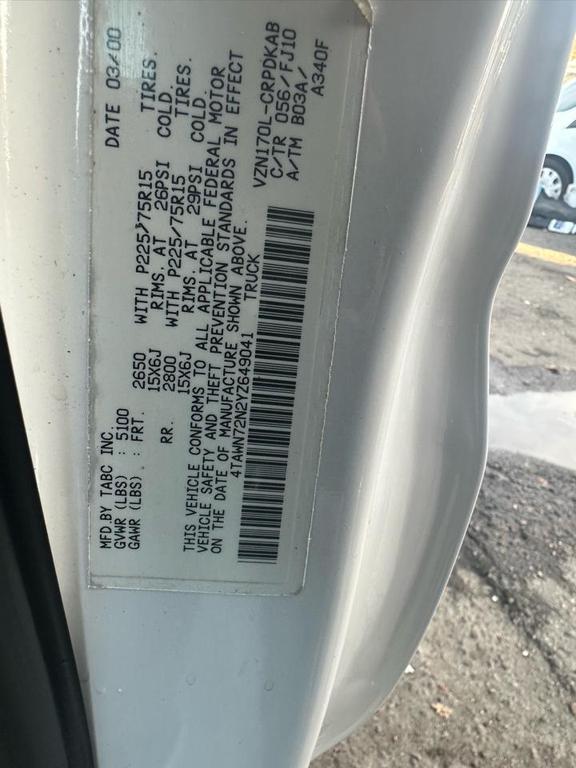 MFD.BY TABC INC. DATE 03/00
GVWR (LBS) : 5100
GAWR (LBS) : FRT. 2650 WITH P225/75R15 TIRES.
15X6J RIMS. AT 26PSI COLD.
RR. 2800 WITH P225/75R15 TIRES.
15X6J RIMS. AT 29PSI COLD.
THIS VEHICLE CONFORMS TO ALL APPLICABLE FEDERAL MOTOR
VEHICLE SAFETY AND THEFT PREVENTION STANDARDS IN EFFECT
ON THE DATE OF MANUFACTURE SHOWN ABOVE.
4TAWN72N2YZ649041 TRUCK
VZN170L-CRPDKAB
C/TR 056/FJ10
A/TM B03A/
A340F